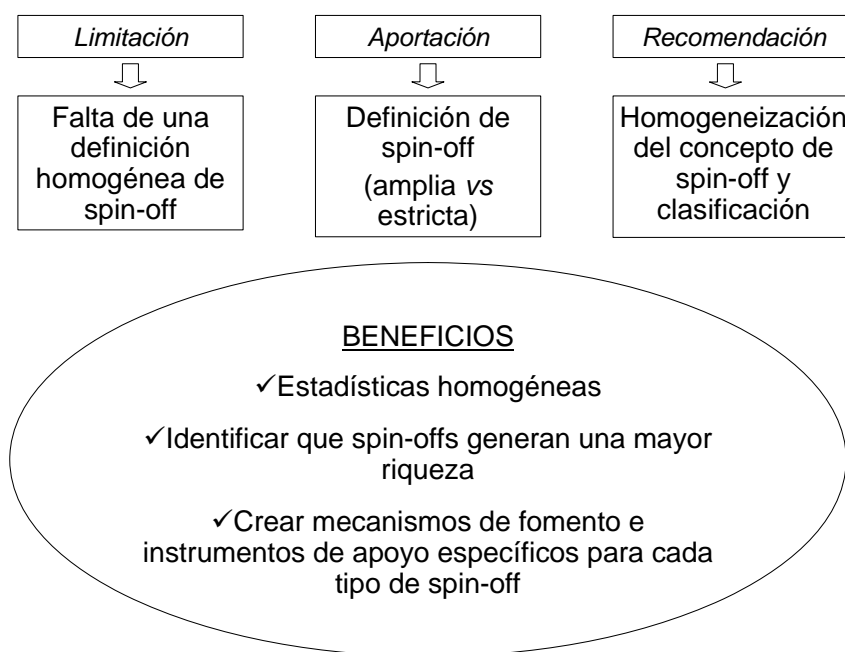 Limitación
Aportación
Recomendación
Falta de una
definición
homogénea de
spin-off
Definición de
spin-off
(amplia vs
estricta)
Homogeneización
del concepto de
spin-off y
clasificación
BENEFICIOS
✓Estadísticas homogéneas
✓Identificar que spin-offs generan una mayor
riqueza
✓Crear mecanismos de fomento e
instrumentos de apoyo específicos para cada
tipo de spin-off